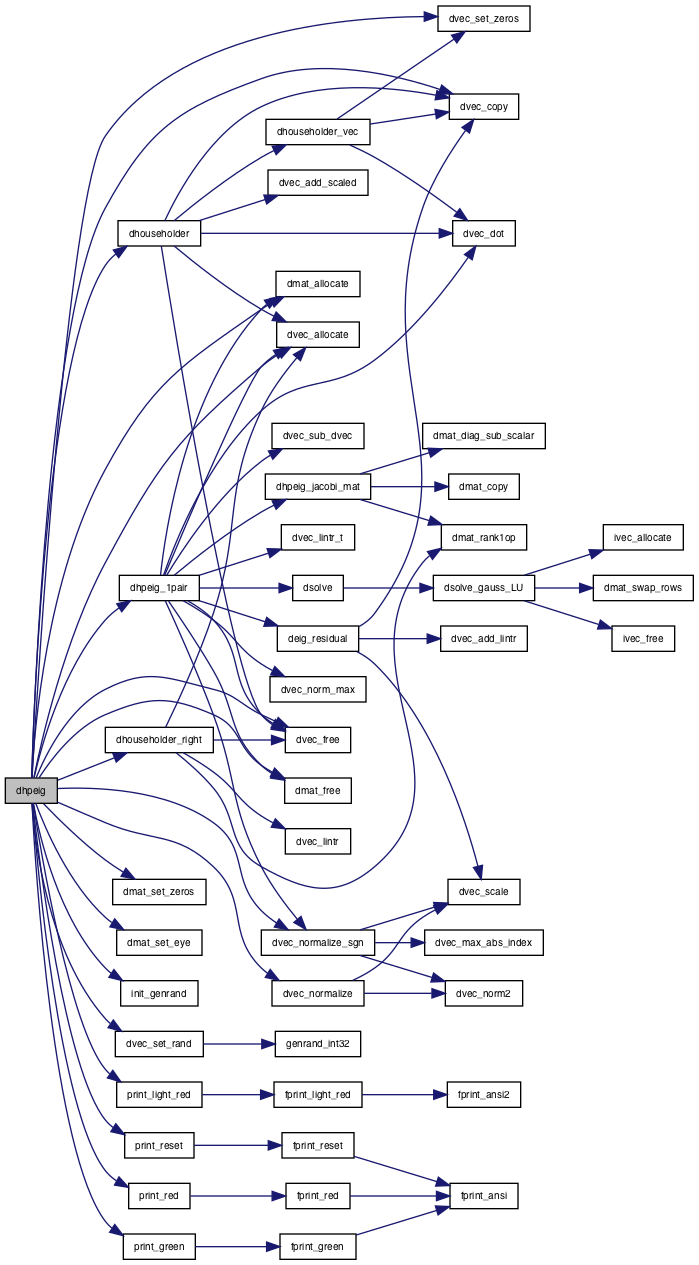 dvec_set_zeros
dvec_copy
dhouseholder_vec
dvec_add_scaled
dhouseholder
dvec_dot
dmat_allocate
dvec_allocate
dvec_sub_dvec
dmat_diag_sub_scalar
dhpeig_jacobi_mat
dmat_copy
dvec_lintr_t
dmat_rank1op
ivec_allocate
dhpeig_1pair
dsolve
dsolve_gauss_LU
dmat_swap_rows
deig_residual
dvec_add_lintr
ivec_free
dvec_norm_max
dhouseholder_right
dvec_free
dhpeig
dmat_free
dvec_lintr
dmat_set_zeros
dvec_scale
dmat_set_eye
dvec_normalize_sgn
dvec_max_abs_index
init_genrand
dvec_normalize
dvec_norm2
dvec_set_rand
genrand_int32
print_light_red
fprint_light_red
fprint_ansi2
print_reset
fprint_reset
print_red
fprint_red
fprint_ansi
print_green
fprint_green